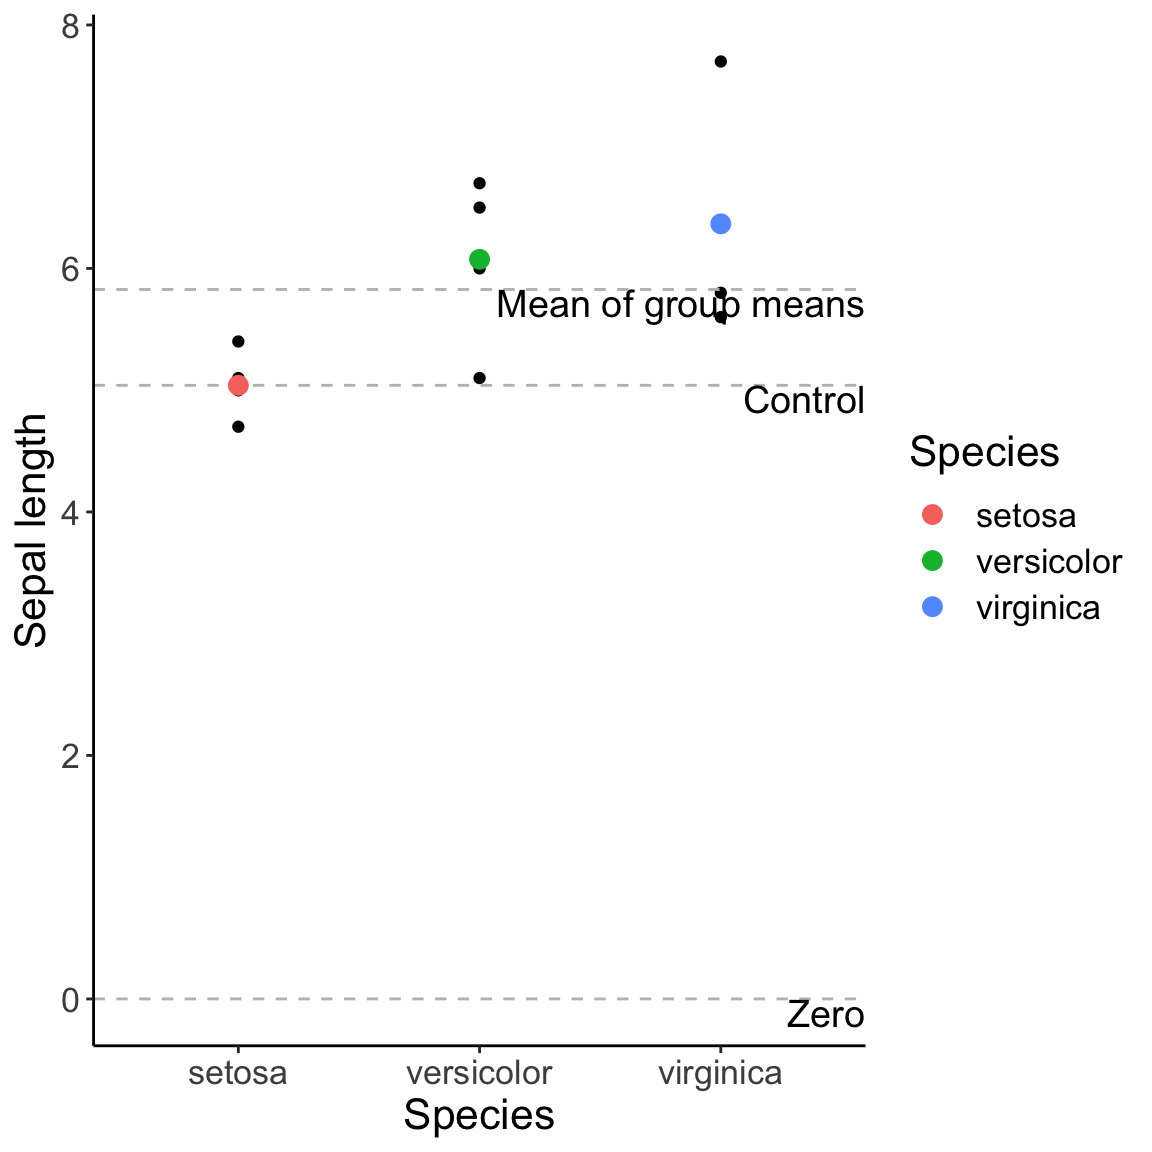 8
6
4
2
0
Sepal length
Mean of group means
Control
Zero
setosa
versicolor
virginica
Species
Species
setosa
versicolor
virginica